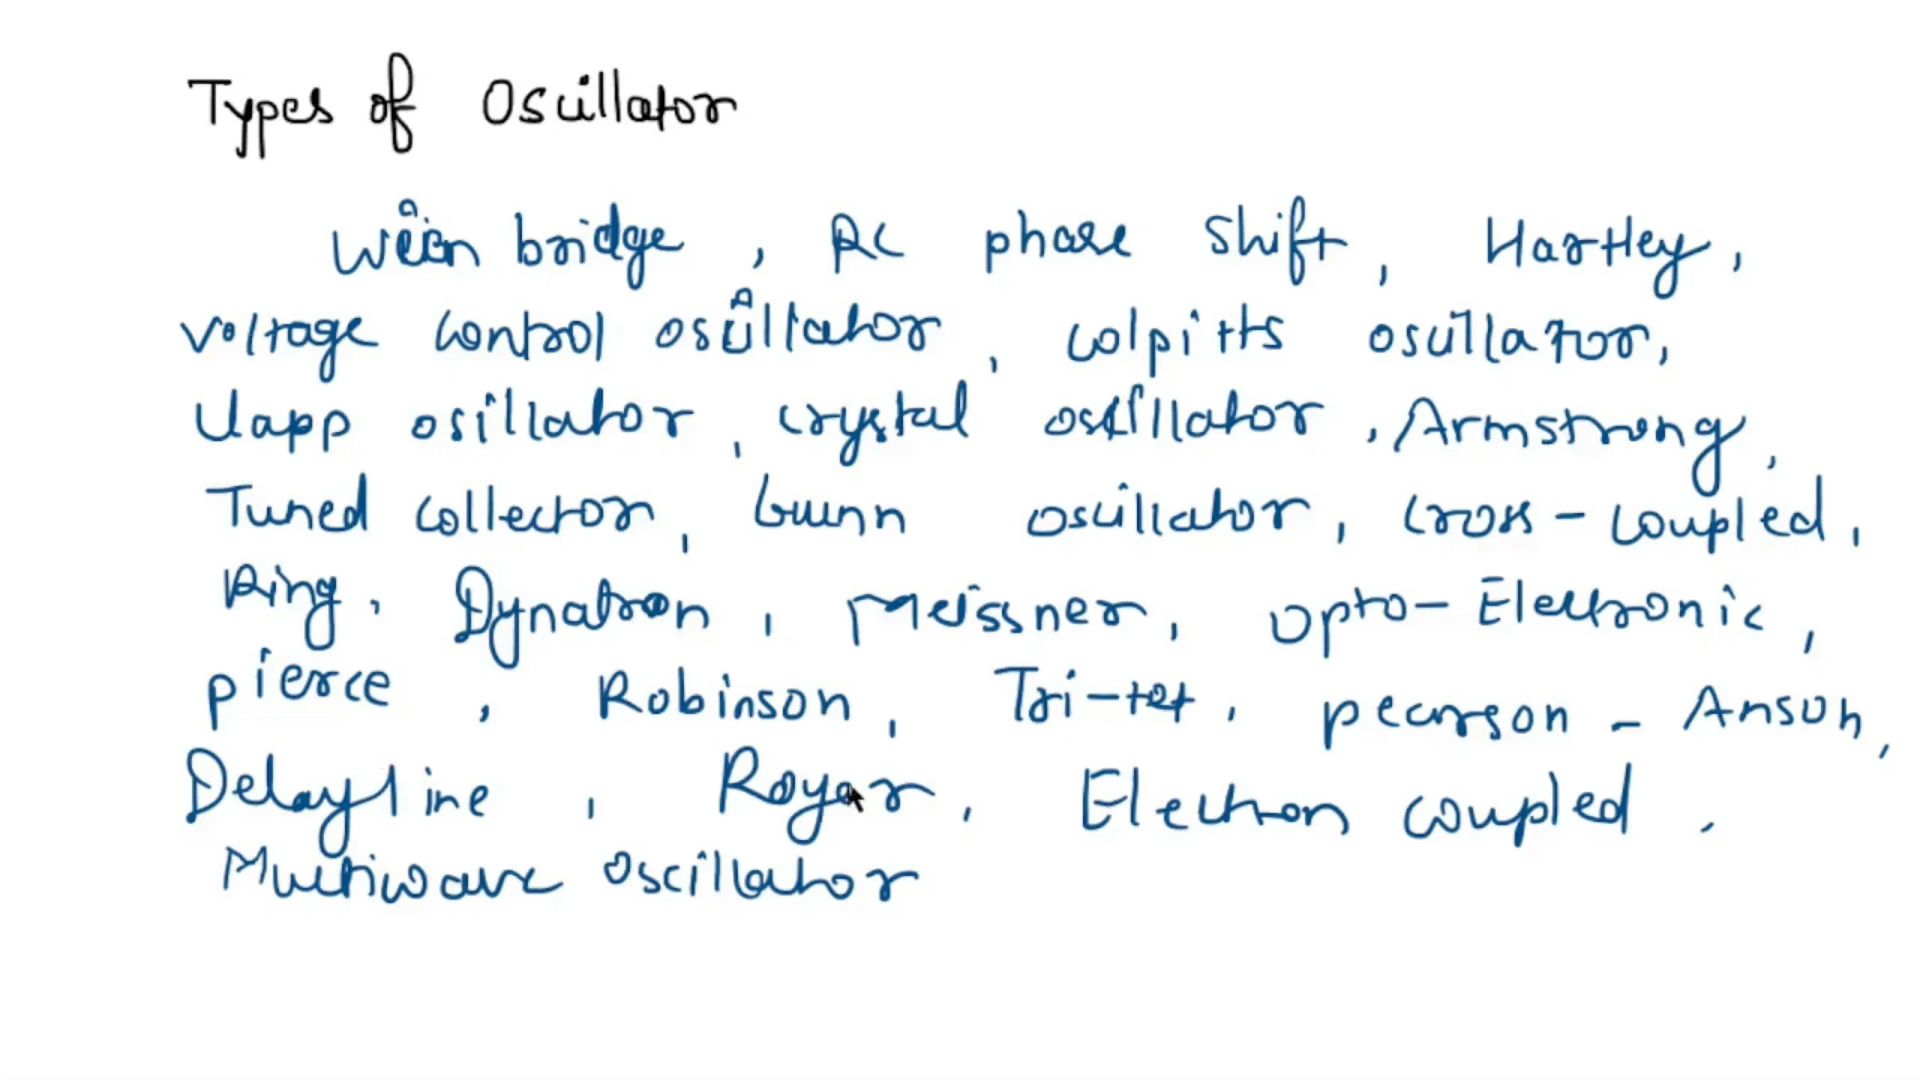 Types of Oscillator
Wein bridge , RC phase shift , Hartley ,
Voltage control oscillator , colpitts oscillator ,
Clapp osillator , crystal oscillator , Armstrong ,
Tuned collector , Gunn oscillator , cross - coupled ,
Ring , Dynatron , Meissner , opto - Electronic ,
pierce , Robinson , Tri - tet , pearson - Anson ,
Delayline , Royer , Electron coupled ,
Multiwave oscillator